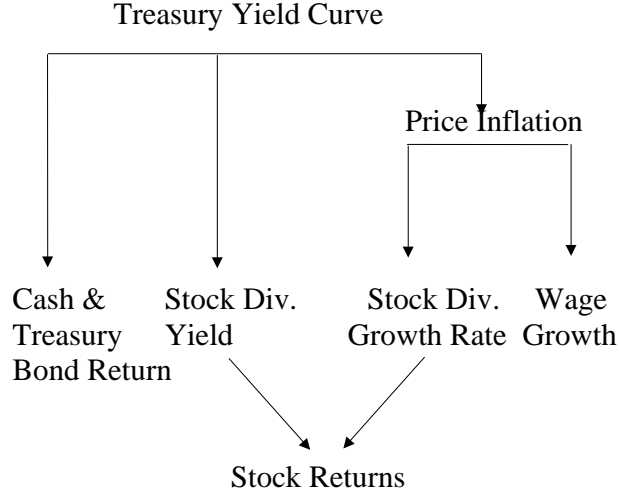 Treasury Yield Curve
Price Inflation
Cash &
Treasury
Bond Return
Stock Div.
Yield
Stock Div.
Growth Rate
Wage
Growth
Stock Returns